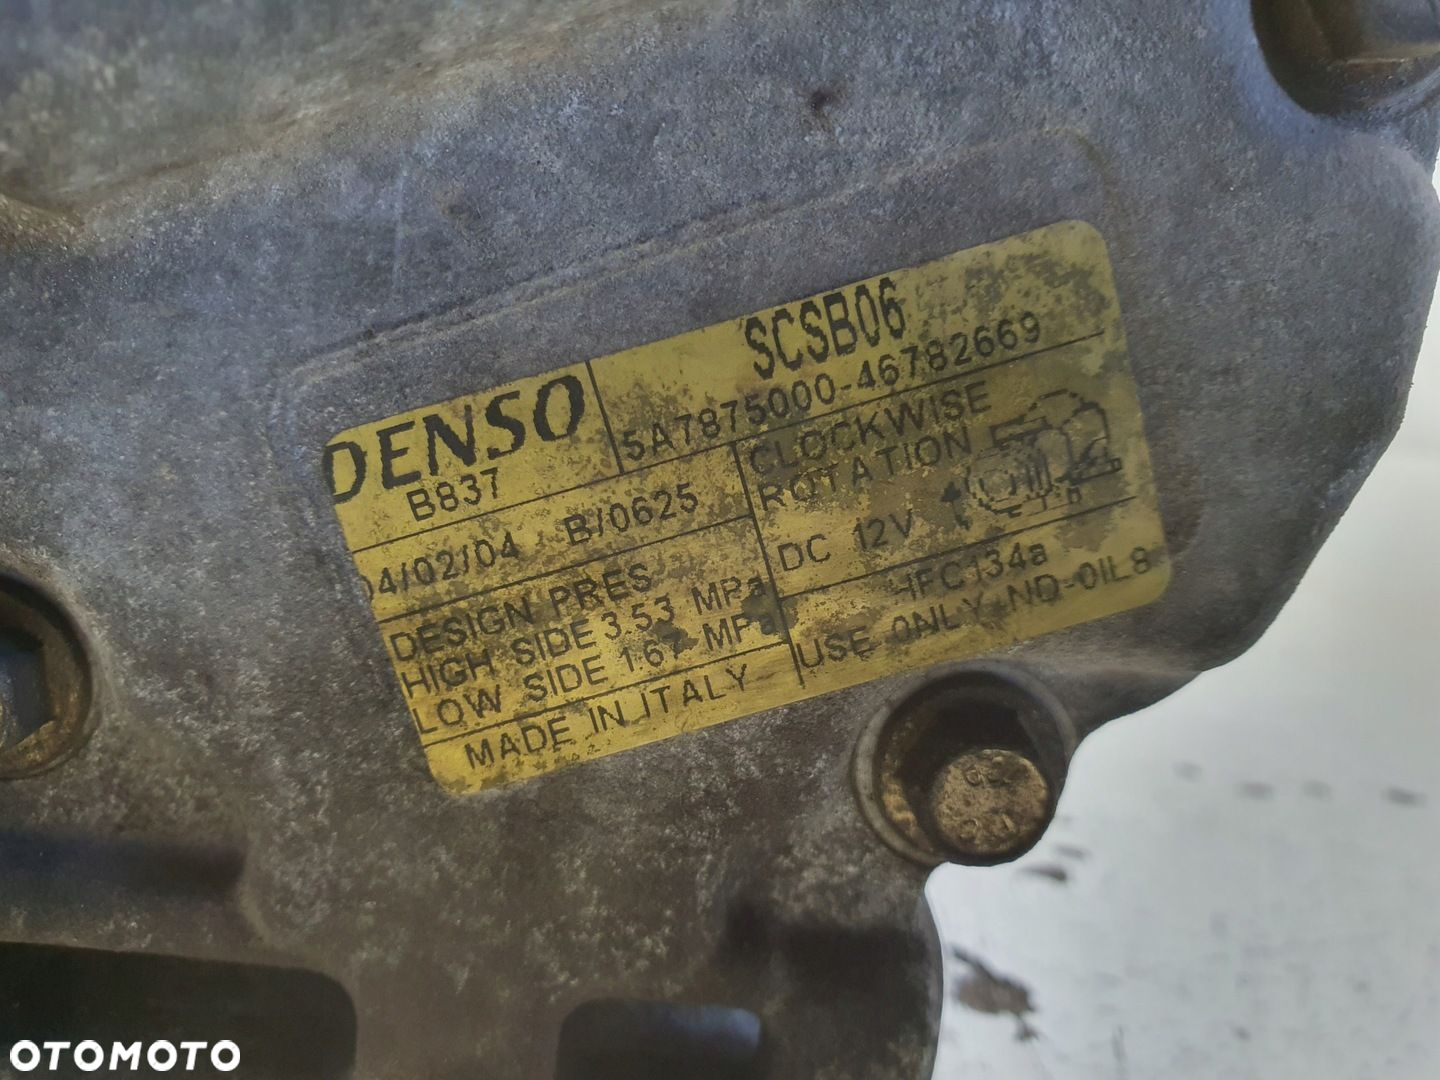 DENSO
B837
SCSB06
5A7875000-46782669
04/02/04 B/0625
CLOCKWISE
ROTATION
DC 12V
DESIGN PRES
HIGH SIDE 3.53 MPa
LOW SIDE 1.67 MPa
HFC134a
USE ONLY ND-OIL8
MADE IN ITALY
OTOMOTO